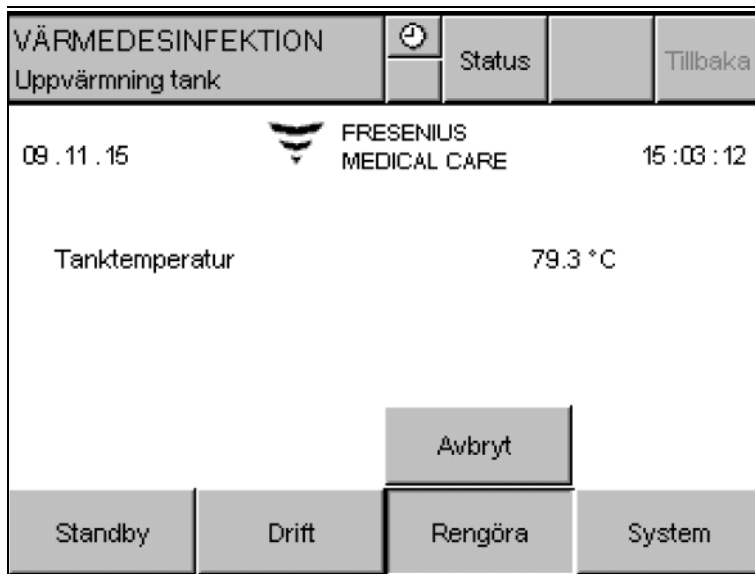 VÄRMEDESINFEKTION
Uppvärmning tank
Status
Tillbaka
09.11.15
FRESENIUS
MEDICAL CARE
15:03:12
Tanktemperatur 79.3 °C
Avbryt
Standby Drift Rengöra System